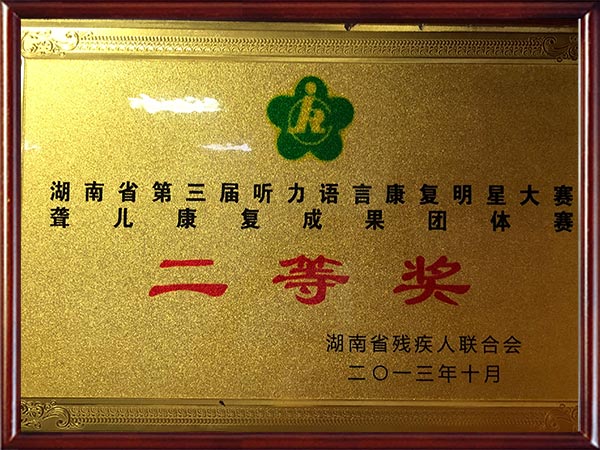 湖南省第三届听力语言康复明星大赛
聋儿康复成果团体赛
二等奖
湖南省残疾人联合会
二〇一三年十月